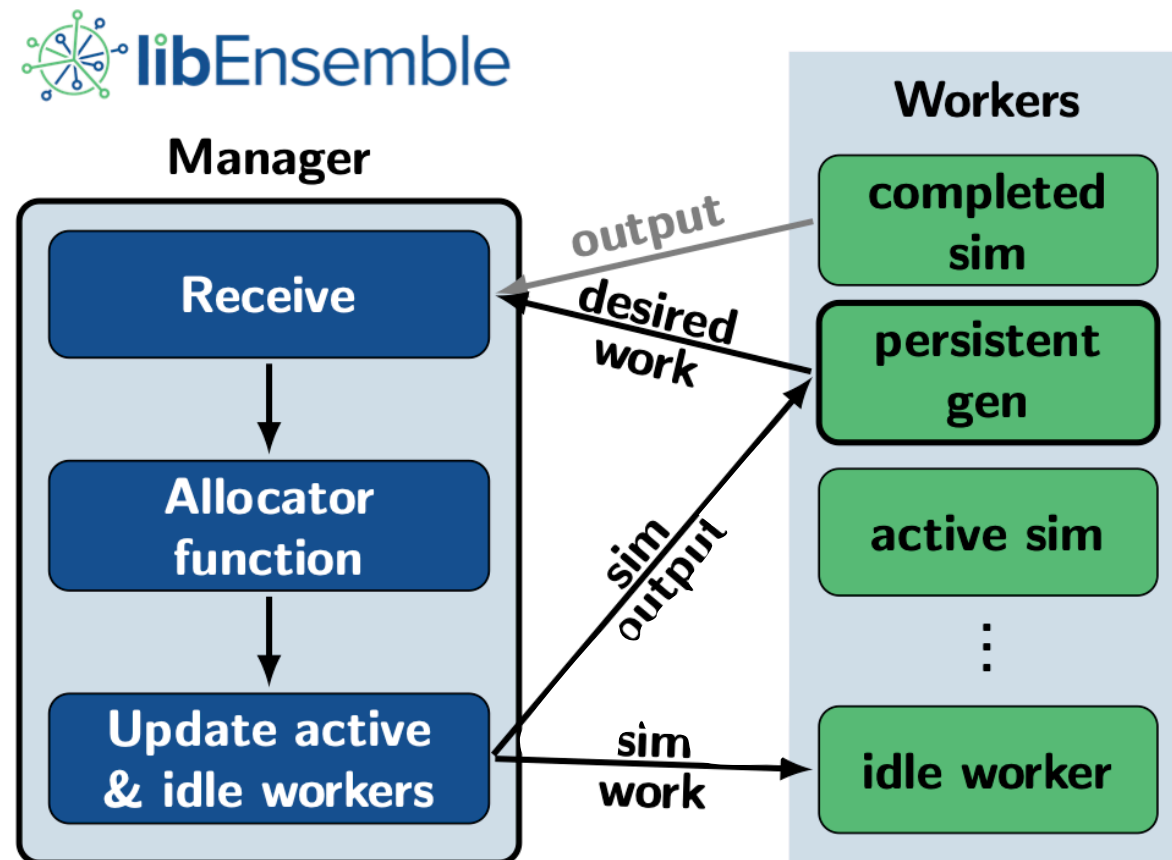 libEnsemble
Manager
Receive
Allocator
function
Update active
& idle workers
output
desired
work
sim
output
sim
work
Workers
completed
sim
persistent
gen
active sim
⋮
idle worker